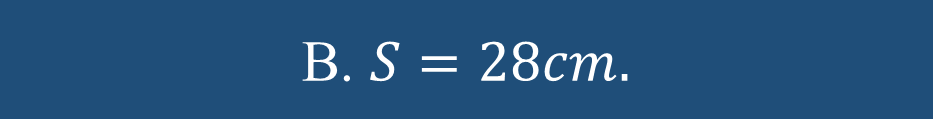 B. S = 28cm.